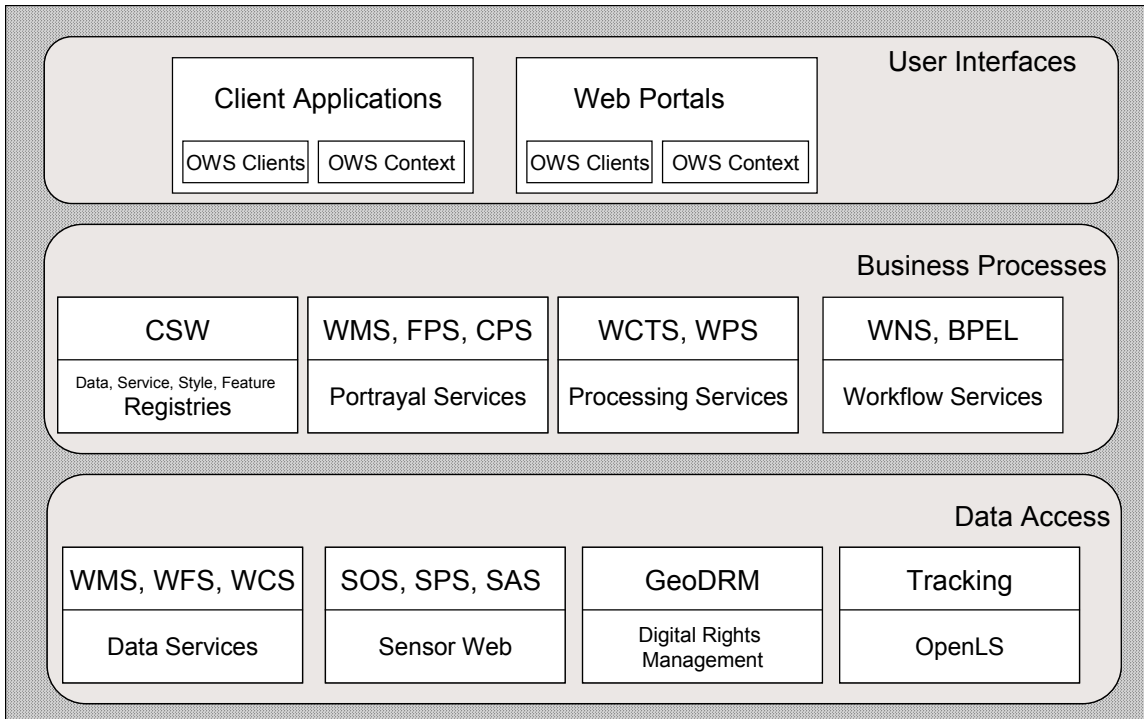 User Interfaces
Client Applications
OWS Clients
OWS Context
Web Portals
OWS Clients
OWS Context
Business Processes
CSW
Data, Service, Style, Feature
Registries
WMS, FPS, CPS
Portrayal Services
WCTS, WPS
Processing Services
WNS, BPEL
Workflow Services
Data Access
WMS, WFS, WCS
Data Services
SOS, SPS, SAS
Sensor Web
GeoDRM
Digital Rights
Management
Tracking
OpenLS